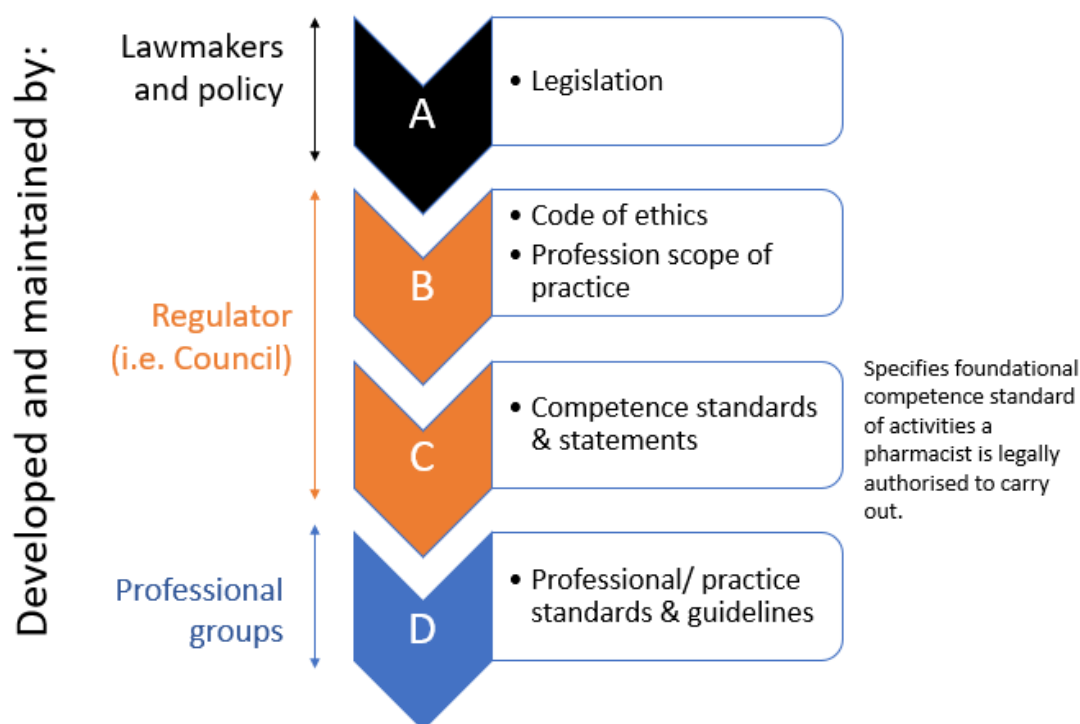 Developed and maintained by:
Lawmakers
and policy
A
• Legislation
Regulator
(i.e. Council)
B
• Code of ethics
• Profession scope of
practice
C
• Competence standards
& statements
Specifies foundational
competence standard
of activities a
pharmacist is legally
authorised to carry
out.
Professional
groups
D
• Professional/ practice
standards & guidelines